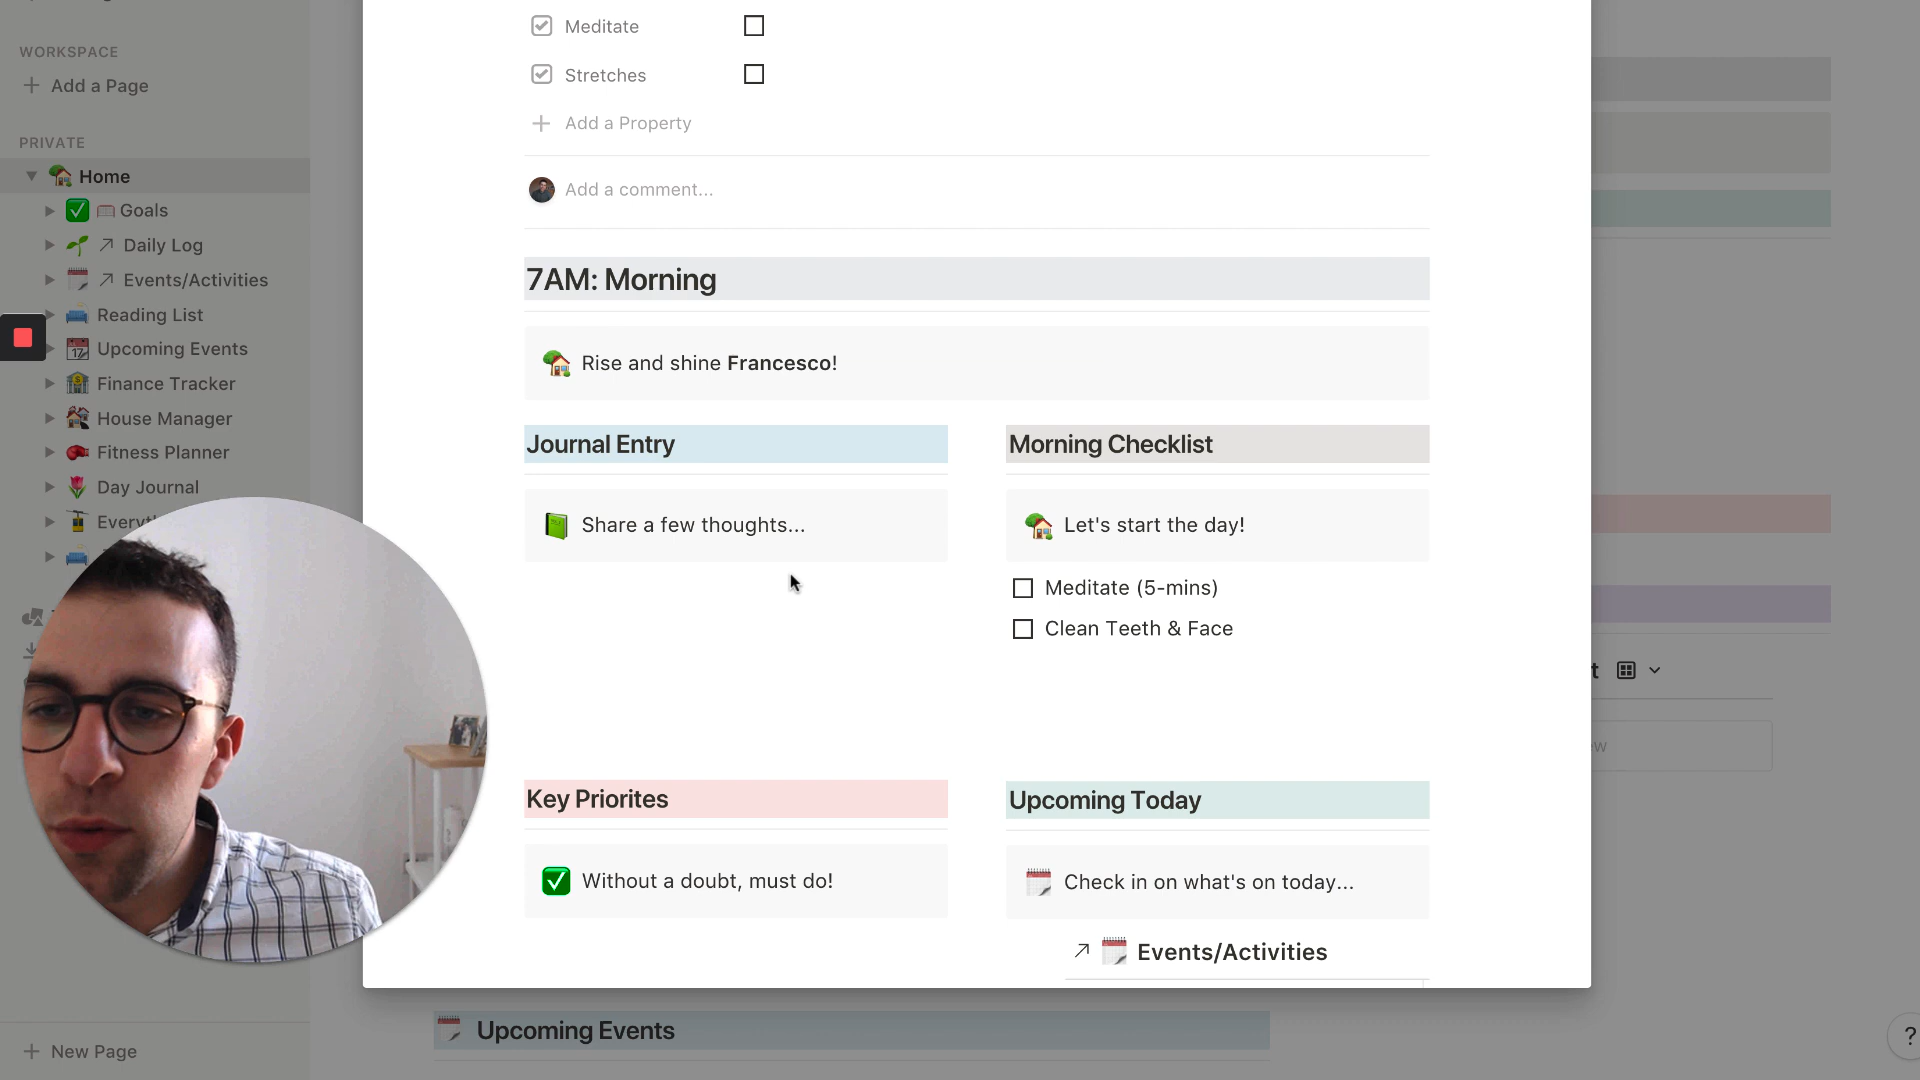 WORKSPACE
Add a Page
PRIVATE
Home
Goals
Daily Log
Events/Activities
Reading List
Upcoming Events
Finance Tracker
House Manager
Fitness Planner
Day Journal
New Page
Meditate
Stretches
Add a Property
Add a comment...
7AM: Morning
Rise and shine Francesco!
Journal Entry
Share a few thoughts...
Morning Checklist
Let's start the day!
Meditate (5-mins)
Clean Teeth & Face
Key Priorites
Without a doubt, must do!
Upcoming Today
Check in on what's on today...
Events/Activities
Upcoming Events
?